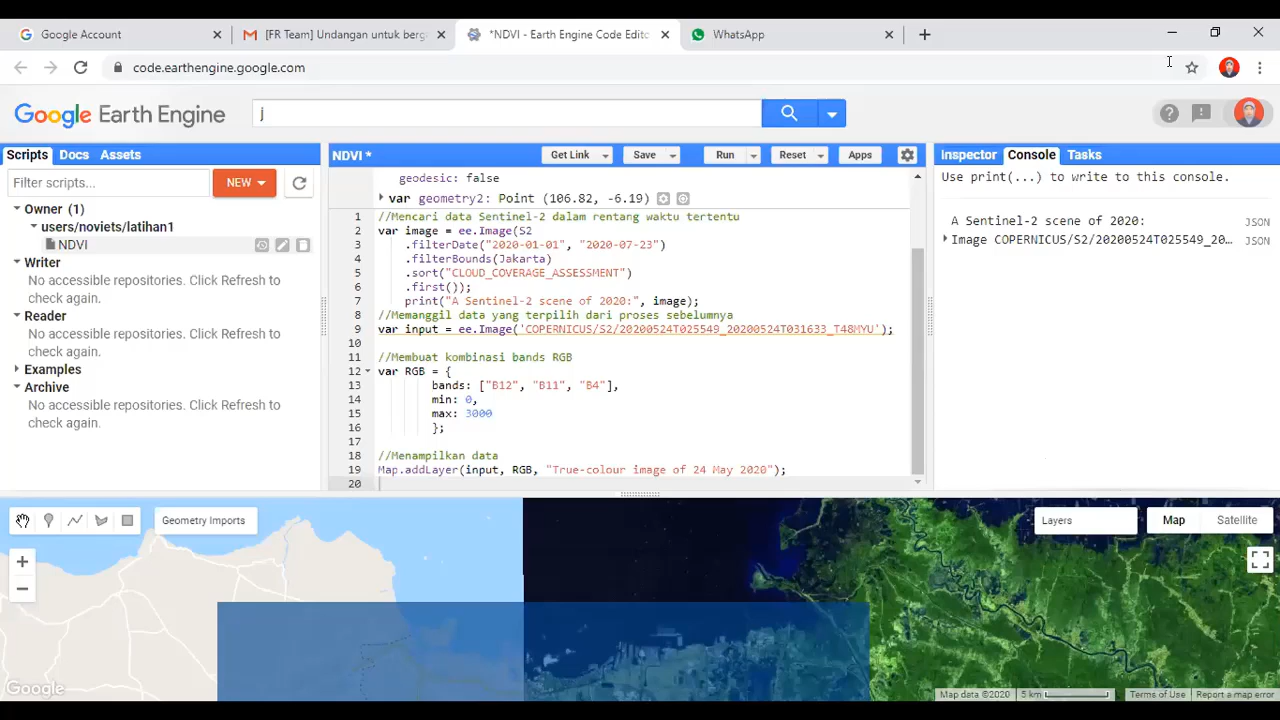 Google Account
[FR Team] Undangan untuk berg
*NDVI - Earth Engine Code Edito
WhatsApp
code.earthengine.google.com
Google Earth Engine
j
Scripts Docs Assets
Filter scripts...
NEW
Owner (1)
users/noviets/latihan1
NDVI
Writer
No accessible repositories. Click Refresh to
check again.
Reader
No accessible repositories. Click Refresh to
check again.
Examples
Archive
No accessible repositories. Click Refresh to
check again.
NDVI *
Get Link
Save
Run
Reset
Apps
geodesic: false
var geometry2: Point (106.82, -6.19)
1 //Mencari data Sentinel-2 dalam rentang waktu tertentu
2 var image = ee.Image(S2
3 .filterDate("2020-01-01", "2020-07-23")
4 .filterBounds(Jakarta)
5 .sort("CLOUD_COVERAGE_ASSESSMENT")
6 .first());
7 print("A Sentinel-2 scene of 2020:", image);
8 //Memanggil data yang terpilih dari proses sebelumnya
9 var input = ee.Image('COPERNICUS/S2/20200524T025549_20200524T031633_T48MYU');
10
11 //Membuat kombinasi bands RGB
12 var RGB = {
13 bands: ["B12", "B11", "B4"],
14 min: 0,
15 max: 3000
16 };
17
18 //Menampilkan data
19 Map.addLayer(input, RGB, "True-colour image of 24 May 2020");
20
Inspector Console Tasks
Use print(...) to write to this console.
A Sentinel-2 scene of 2020:
JSON
Image COPERNICUS/S2/20200524T025549_20...
JSON
Geometry Imports
Layers
Map Satellite
+
−
Google
Map data ©2020
5 km
Terms of Use
Report a map error